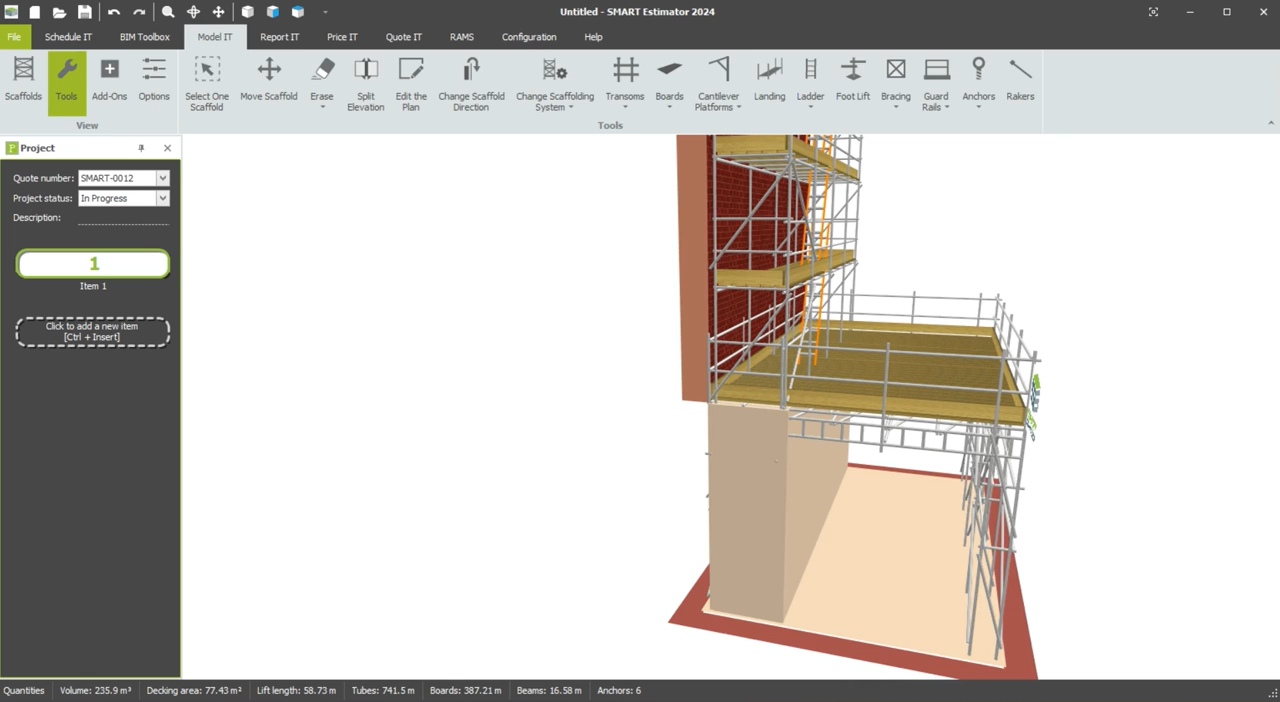 Untitled - SMART Estimator 2024
File Schedule IT BIM Toolbox Model IT Report IT Price IT Quote IT RAMS Configuration Help
Scaffolds Tools Add-Ons Options Select One Scaffold Move Scaffold Erase Split Elevation Edit the Plan Change Scaffold Direction Change Scaffolding System Transoms Boards Cantilever Platforms Landing Ladder Foot Lift Bracing Guard Rails Anchors Rakers
View Tools
Project
Quote number: SMART-0012
Project status: In Progress
Description:
1
Item 1
Click to add a new item
[Ctrl + Insert]
Quantities Volume: 235.9 m³ Decking area: 77.43 m² Lift length: 58.73 m Tubes: 741.5 m Boards: 387.21 m Beams: 16.58 m Anchors: 6